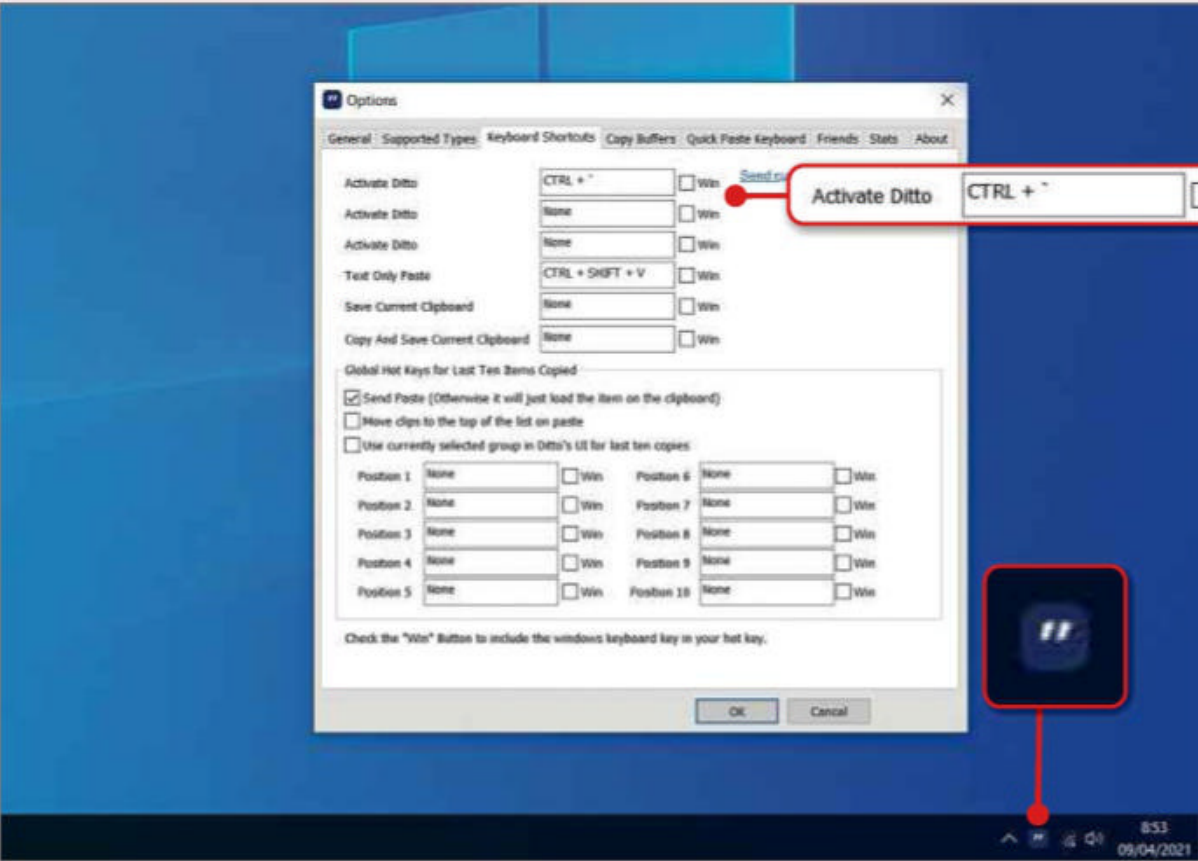 Options
General Supported Types Keyboard Shortcuts Copy Buffers Quick Paste Keyboard Friends Stats About
Activate Ditto CTRL + ` Win Send
Activate Ditto CTRL + `
Activate Ditto None Win
Activate Ditto None Win
Text Only Paste CTRL + SHIFT + V Win
Save Current Clipboard None Win
Copy And Save Current Clipboard None Win
Global Hot Keys for Last Ten Items Copied
Send Paste (Otherwise it will just load the item on the clipboard)
Move clips to the top of the list on paste
Use currently selected group in Ditto's UI for last ten copies
Position 1 None Win Position 6 None Win
Position 2 None Win Position 7 None Win
Position 3 None Win Position 8 None Win
Position 4 None Win Position 9 None Win
Position 5 None Win Position 10 None Win
Check the "Win" Button to include the windows keyboard key in your hot key.
OK Cancel
8:53
09/04/2021